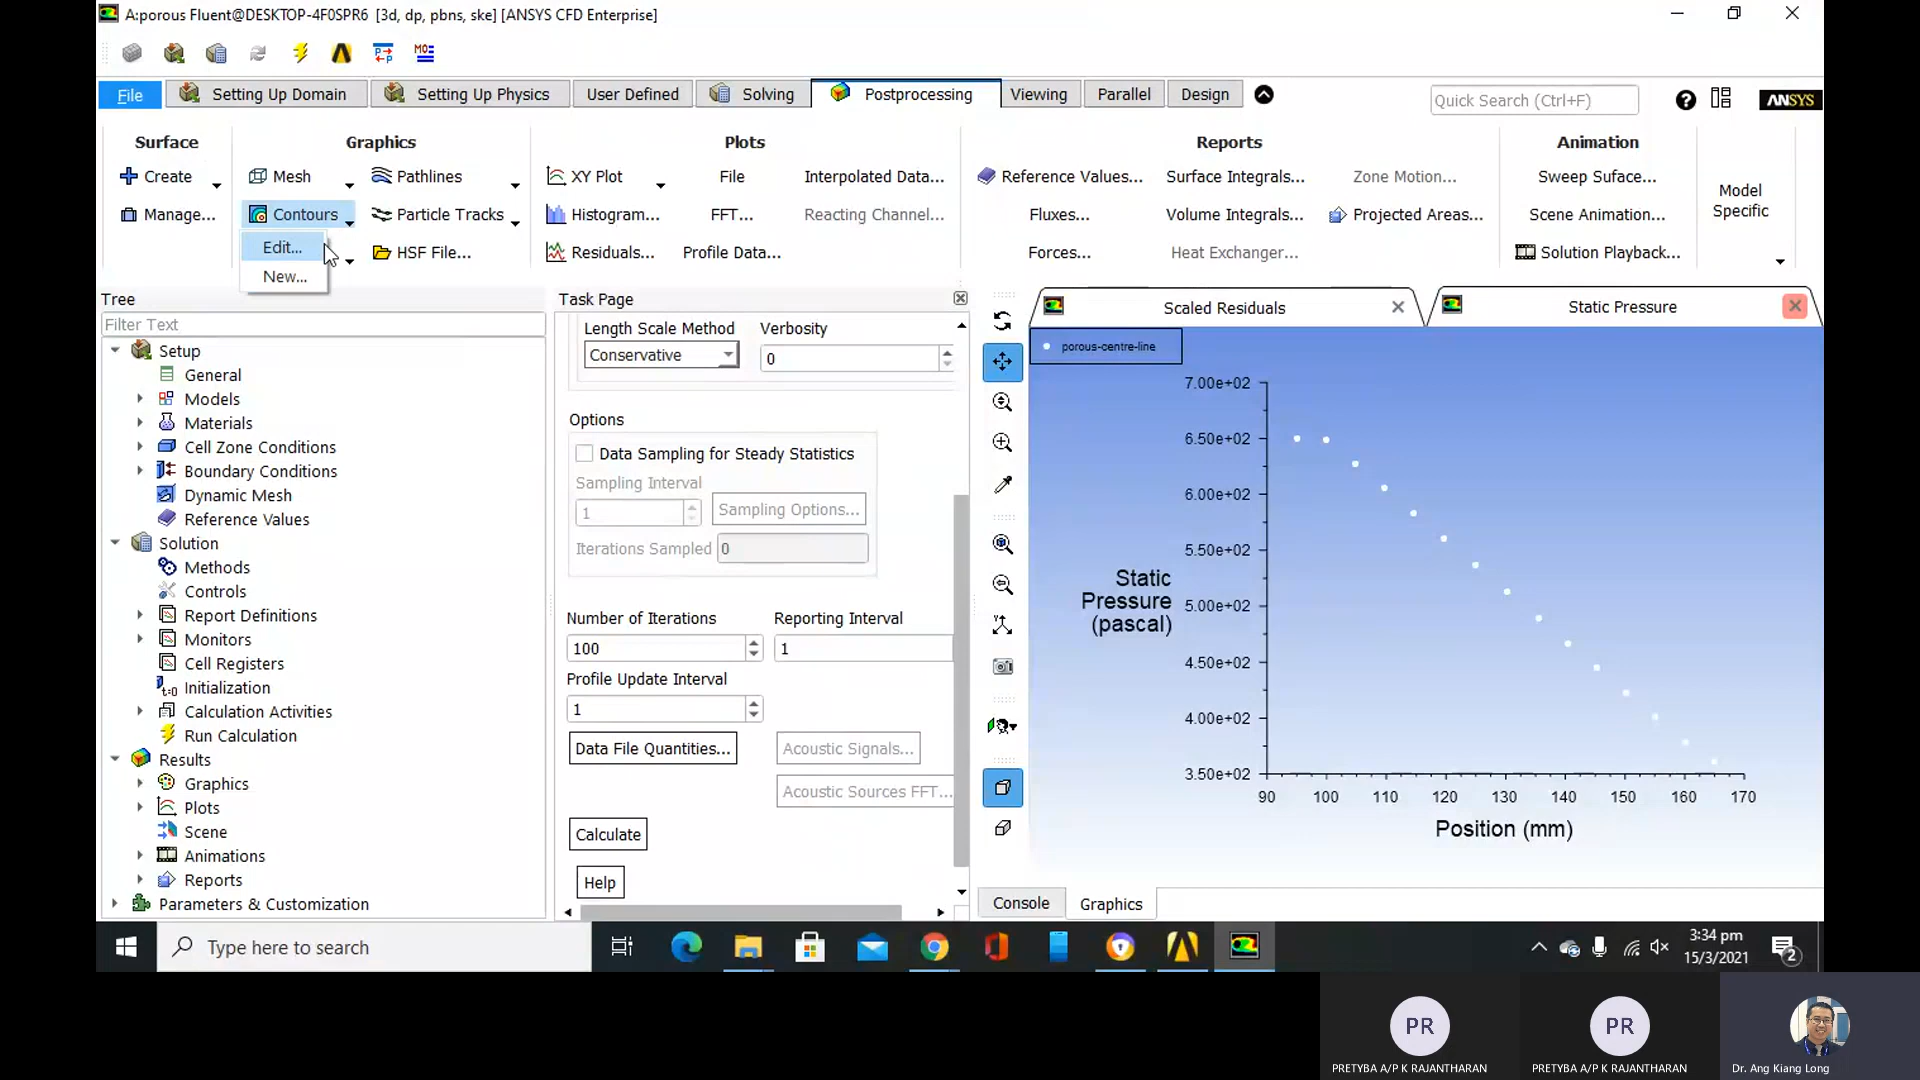 A:porous Fluent@DESKTOP-4F0SPR6 [3d, dp, pbns, ske] [ANSYS CFD Enterprise]
File
Setting Up Domain
Setting Up Physics
User Defined
Solving
Postprocessing
Viewing
Parallel
Design
Quick Search (Ctrl+F)
ANSYS
Surface
Graphics
Plots
Reports
Animation
Create
Mesh
Pathlines
XY Plot
File
Interpolated Data...
Reference Values...
Surface Integrals...
Zone Motion...
Sweep Suface...
Model
Specific
Manage...
Contours
Particle Tracks
Histogram...
FFT...
Reacting Channel...
Fluxes...
Volume Integrals...
Projected Areas...
Scene Animation...
Edit...
HSF File...
Residuals...
Profile Data...
Forces...
Heat Exchanger...
Solution Playback...
New...
Tree
Filter Text
Setup
General
Models
Materials
Cell Zone Conditions
Boundary Conditions
Dynamic Mesh
Reference Values
Solution
Methods
Controls
Report Definitions
Monitors
Cell Registers
Initialization
Calculation Activities
Run Calculation
Results
Graphics
Plots
Scene
Animations
Reports
Parameters & Customization
Task Page
Length Scale Method
Verbosity
Conservative
0
Options
Data Sampling for Steady Statistics
Sampling Interval
1
Sampling Options...
Iterations Sampled
0
Number of Iterations
Reporting Interval
100
1
Profile Update Interval
1
Data File Quantities...
Acoustic Signals...
Acoustic Sources FFT...
Calculate
Help
Scaled Residuals
Static Pressure
porous-centre-line
7.00e+02
6.50e+02
6.00e+02
5.50e+02
5.00e+02
4.50e+02
4.00e+02
3.50e+02
Static
Pressure
(pascal)
90
100
110
120
130
140
150
160
170
Position (mm)
Console
Graphics
Type here to search
3:34 pm
15/3/2021
2
PR
PR
PRETYBA A/P K RAJANTHARAN
PRETYBA A/P K RAJANTHARAN
Dr. Ang Kiang Long